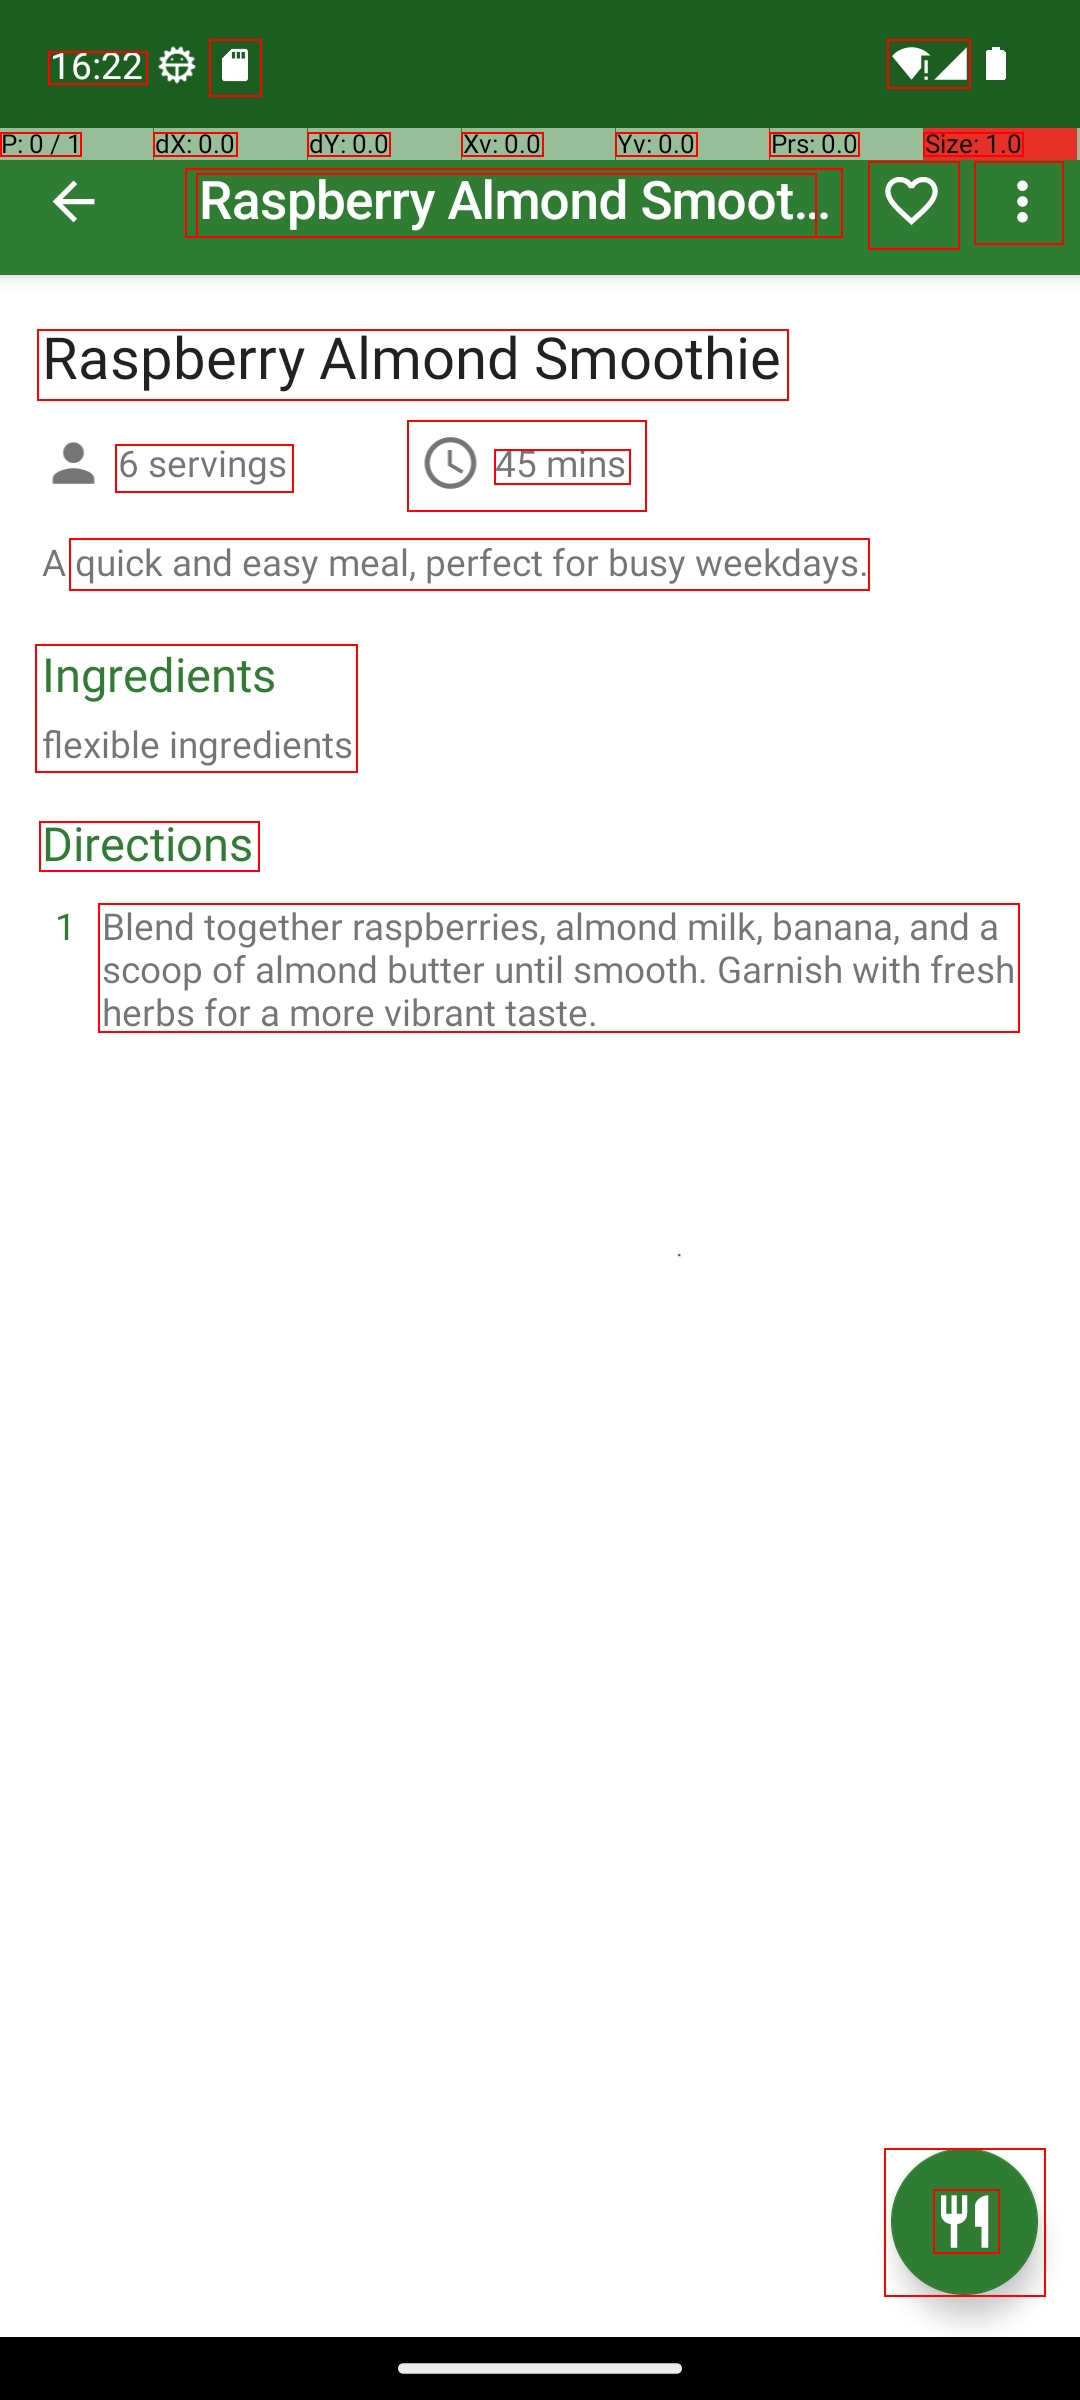 16:22
P: 0 / 1 dX: 0.0 dY: 0.0 Xv: 0.0 Yv: 0.0 Prs: 0.0 Size: 1.0
Raspberry Almond Smoot...
Raspberry Almond Smoothie
6 servings 45 mins
A quick and easy meal, perfect for busy weekdays.
Ingredients
flexible ingredients
Directions
1 Blend together raspberries, almond milk, banana, and a
scoop of almond butter until smooth. Garnish with fresh
herbs for a more vibrant taste.